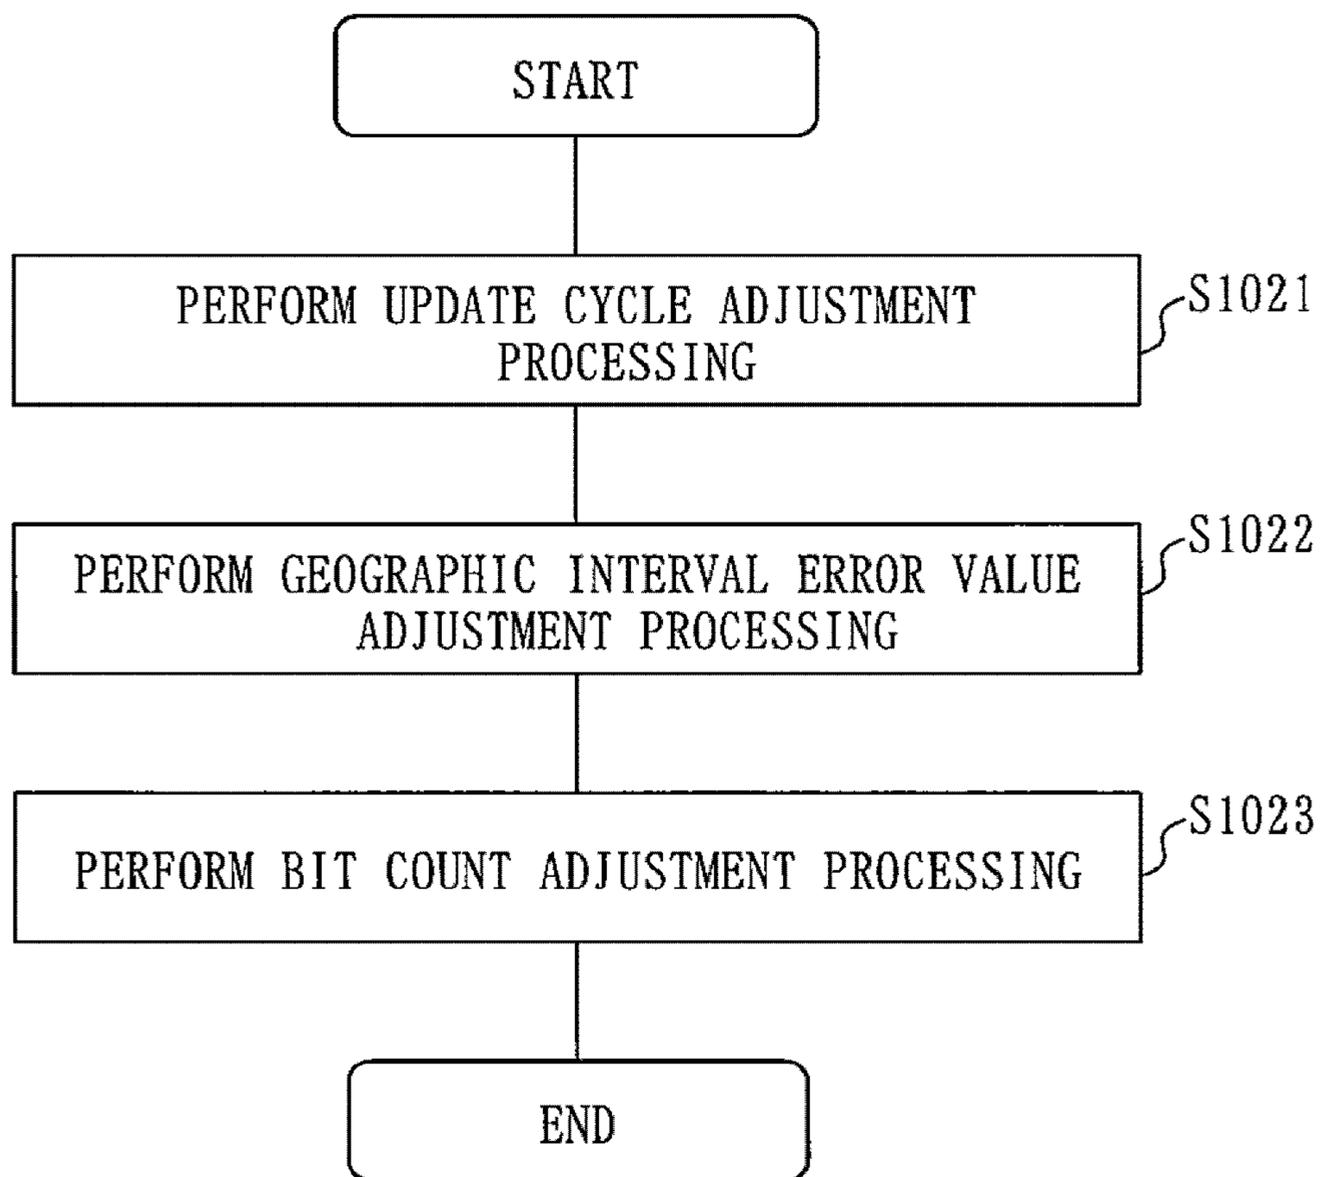 START
PERFORM UPDATE CYCLE ADJUSTMENT
PROCESSING
S1021
PERFORM GEOGRAPHIC INTERVAL ERROR VALUE
ADJUSTMENT PROCESSING
S1022
PERFORM BIT COUNT ADJUSTMENT PROCESSING
S1023
END